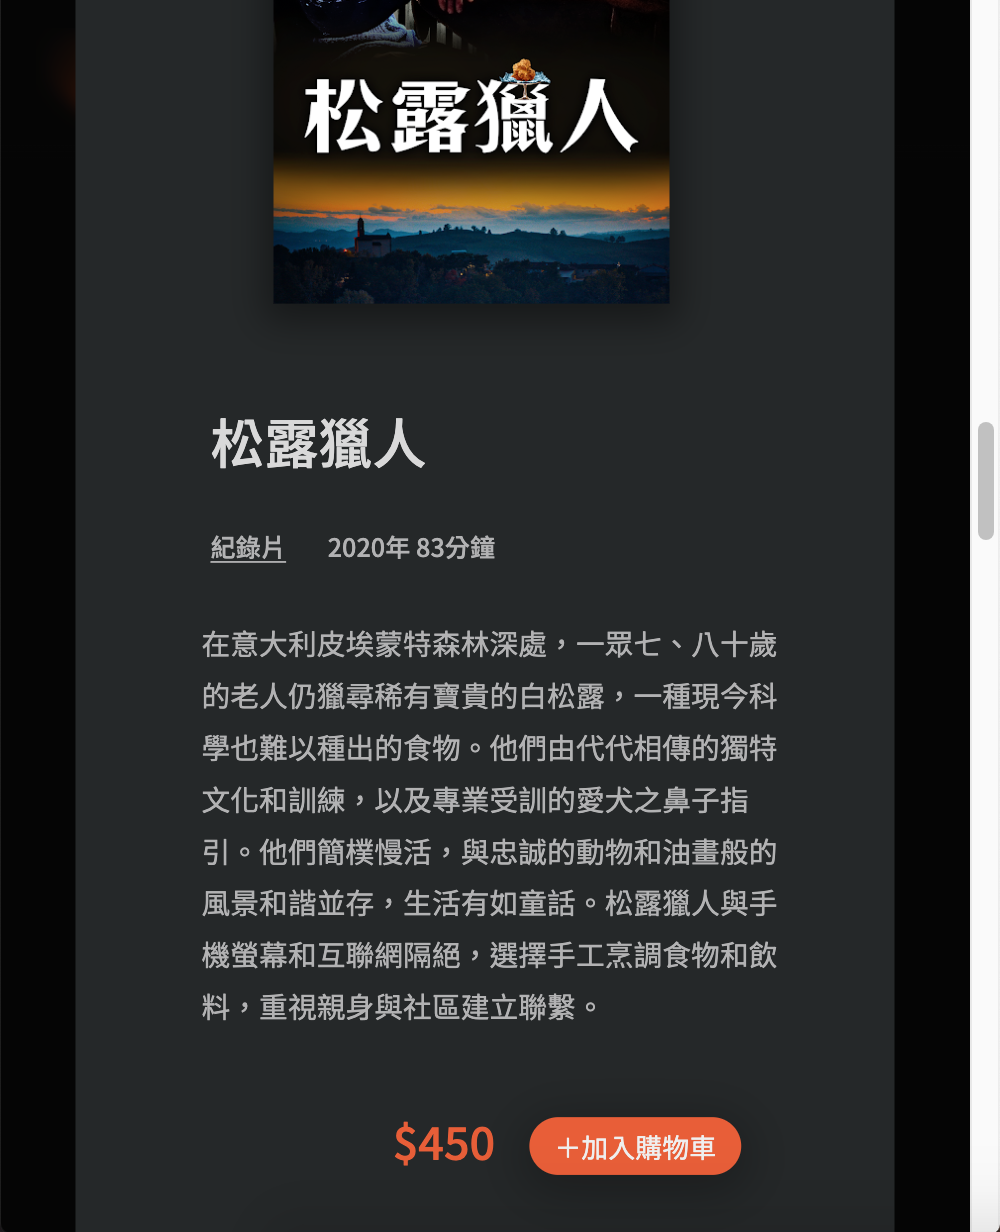 松露獵人
松露獵人
紀錄片 2020年 83分鐘
在意大利皮埃蒙特森林深處，一眾七、八十歲
的老人仍獵尋稀有寶貴的白松露，一種現今科
學也難以種出的食物。他們由代代相傳的獨特
文化和訓練，以及專業受訓的愛犬之鼻子指
引。他們簡樸慢活，與忠誠的動物和油畫般的
風景和諧並存，生活有如童話。松露獵人與手
機螢幕和互聯網隔絕，選擇手工烹調食物和飲
料，重視親身與社區建立聯繫。
$450 ＋加入購物車